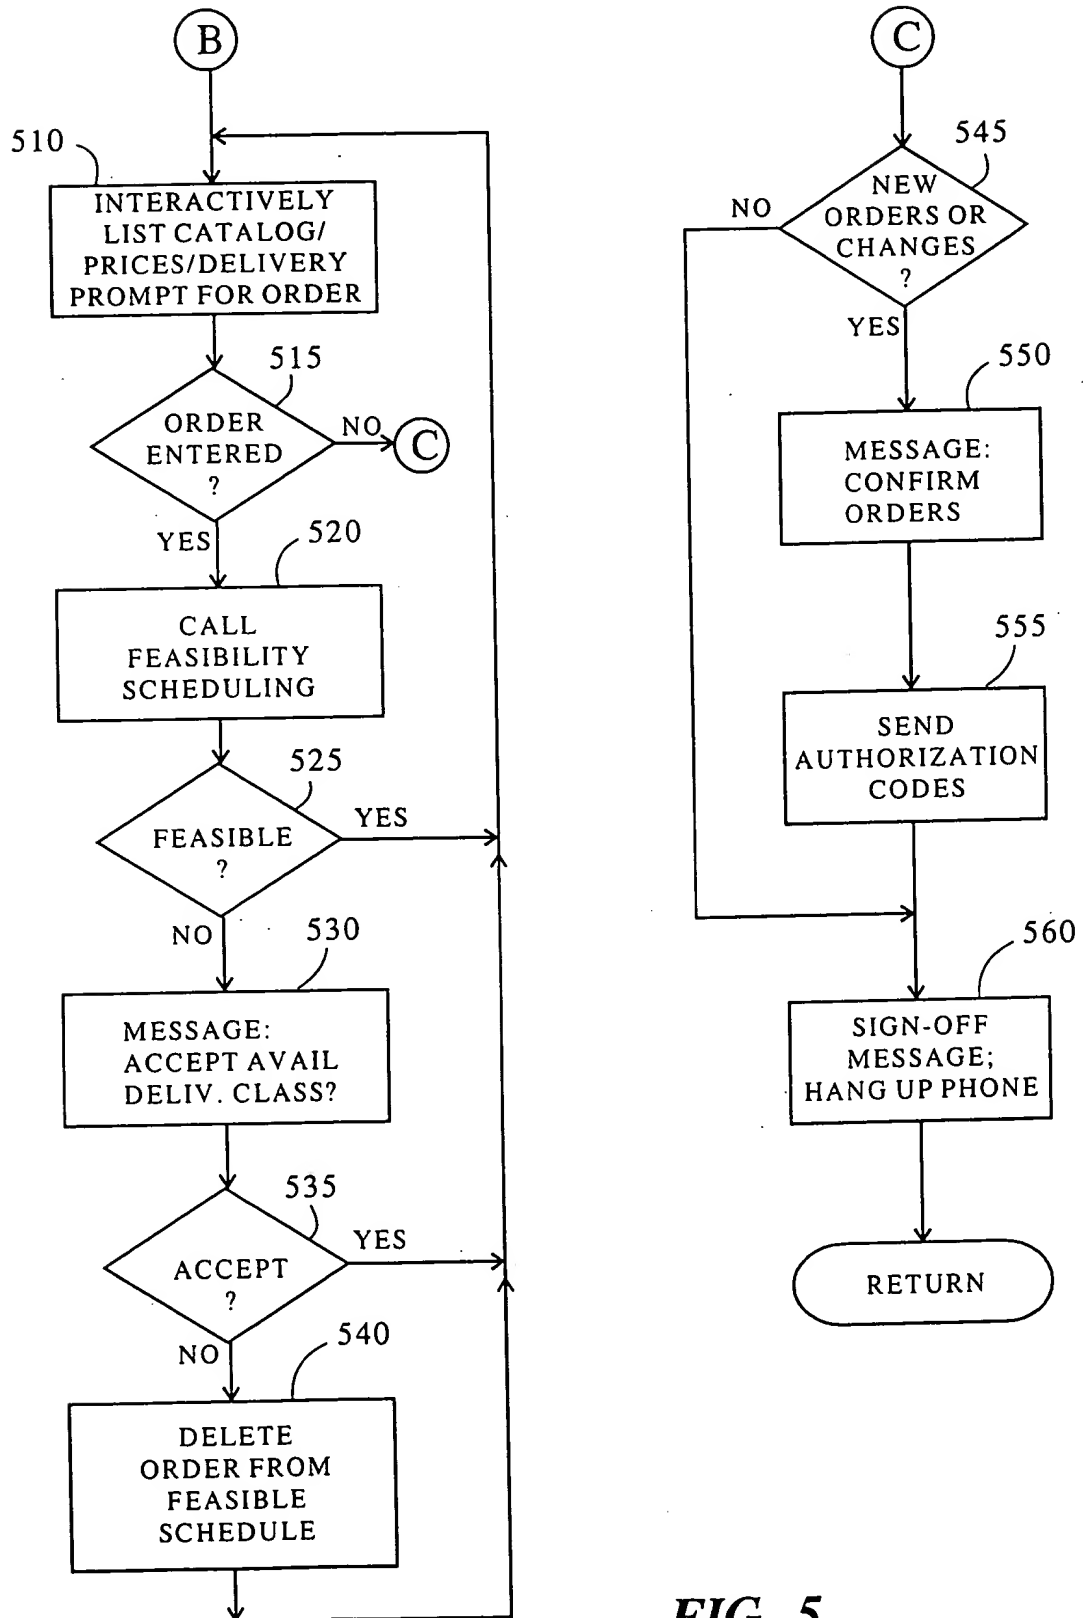 B
510
INTERACTIVELY
LIST CATALOG/
PRICES/DELIVERY
PROMPT FOR ORDER
515
ORDER
ENTERED
?
NO
C
YES
520
CALL
FEASIBILITY
SCHEDULING
525
FEASIBLE
?
YES
NO
530
MESSAGE:
ACCEPT AVAIL
DELIV. CLASS?
535
ACCEPT
?
YES
NO
540
DELETE
ORDER FROM
FEASIBLE
SCHEDULE
C
545
NEW
ORDERS OR
CHANGES
?
NO
YES
550
MESSAGE:
CONFIRM
ORDERS
555
SEND
AUTHORIZATION
CODES
560
SIGN-OFF
MESSAGE;
HANG UP PHONE
RETURN
FIG. 5